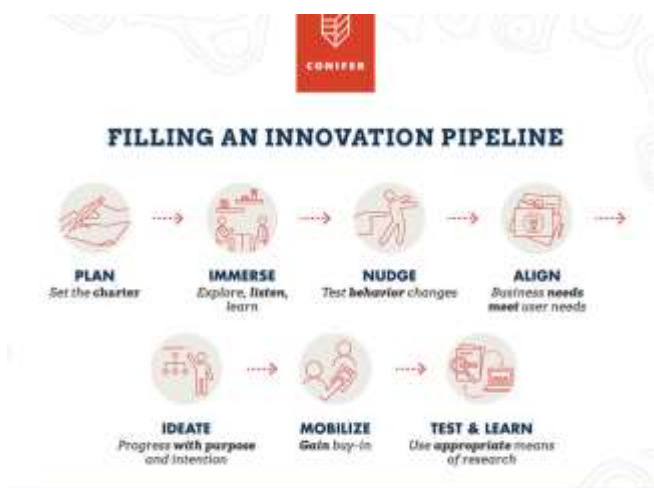 CONIFER
FILLING AN INNOVATION PIPELINE
PLAN
Set the charter
IMMERSE
Explore, listen,
learn
NUDGE
Test behavior changes
ALIGN
Business needs
meet user needs
IDEATE
Progress with purpose
and intention
MOBILIZE
Gain buy-in
TEST & LEARN
Use appropriate means
of research